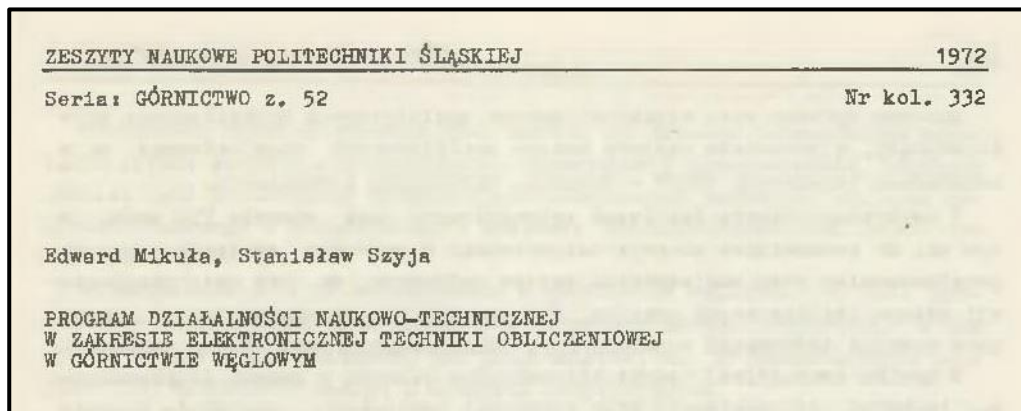 ZESZYTY NAUKOWE POLITECHNIKI ŚLĄSKIEJ 1972
Seria: GÓRNICTWO z. 52 Nr kol. 332
Edward Mikuła, Stanisław Szyja
PROGRAM DZIAŁALNOŚCI NAUKOWO-TECHNICZNEJ
W ZAKRESIE ELEKTRONICZNEJ TECHNIKI OBLICZENIOWEJ
W GÓRNICTWIE WĘGLOWYM